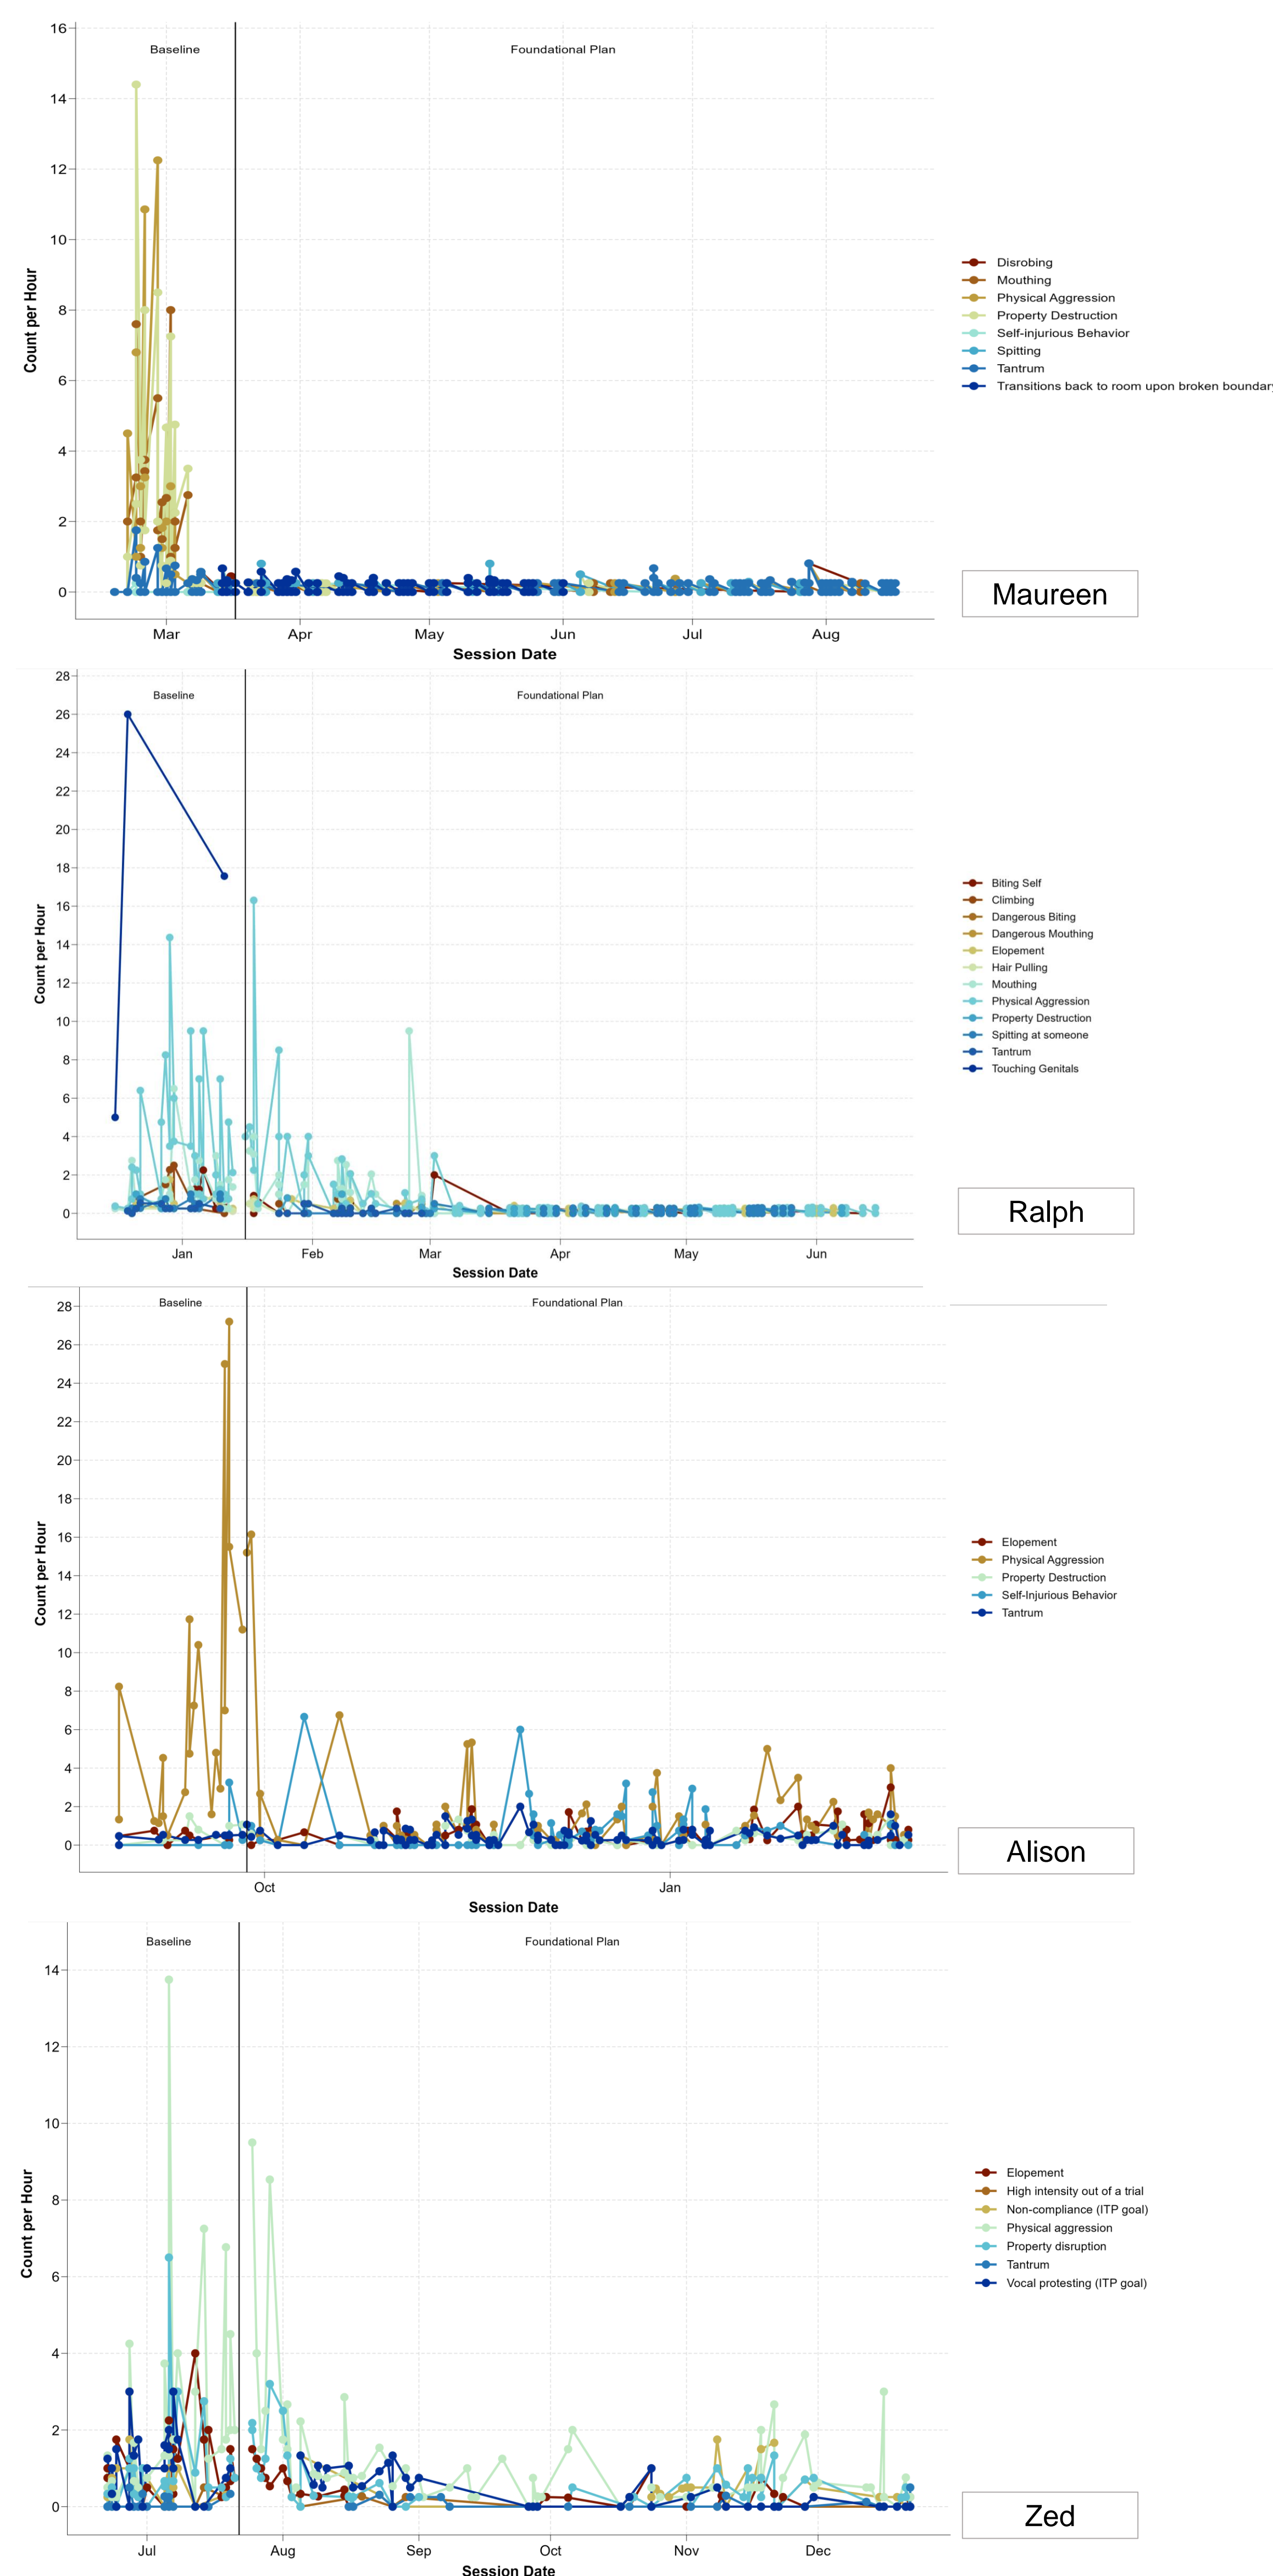 16
Baseline
Foundational Plan
14
12
10
8
6
4
2
0
Count per Hour
Disrobing
Mouthing
Physical Aggression
Property Destruction
Self-injurious Behavior
Spitting
Tantrum
Transitions back to room upon broken boundary
Maureen
Mar
Apr
May
Jun
Jul
Aug
Session Date
28
Baseline
Foundational Plan
26
24
22
20
18
16
14
12
10
8
6
4
2
0
Count per Hour
Biting Self
Climbing
Dangerous Biting
Dangerous Mouthing
Elopement
Hair Pulling
Mouthing
Physical Aggression
Property Destruction
Spitting at someone
Tantrum
Touching Genitals
Ralph
Jan
Feb
Mar
Apr
May
Jun
Session Date
Baseline
Foundational Plan
28
26
24
22
20
18
16
14
12
10
8
6
4
2
0
Count per Hour
Elopement
Physical Aggression
Property Destruction
Self-Injurious Behavior
Tantrum
Alison
Oct
Jan
Session Date
Baseline
Foundational Plan
14
12
10
8
6
4
2
0
Count per Hour
Elopement
High intensity out of a trial
Non-compliance (ITP goal)
Physical aggression
Property disruption
Tantrum
Vocal protesting (ITP goal)
Zed
Jul
Aug
Sep
Oct
Nov
Dec
Session Date